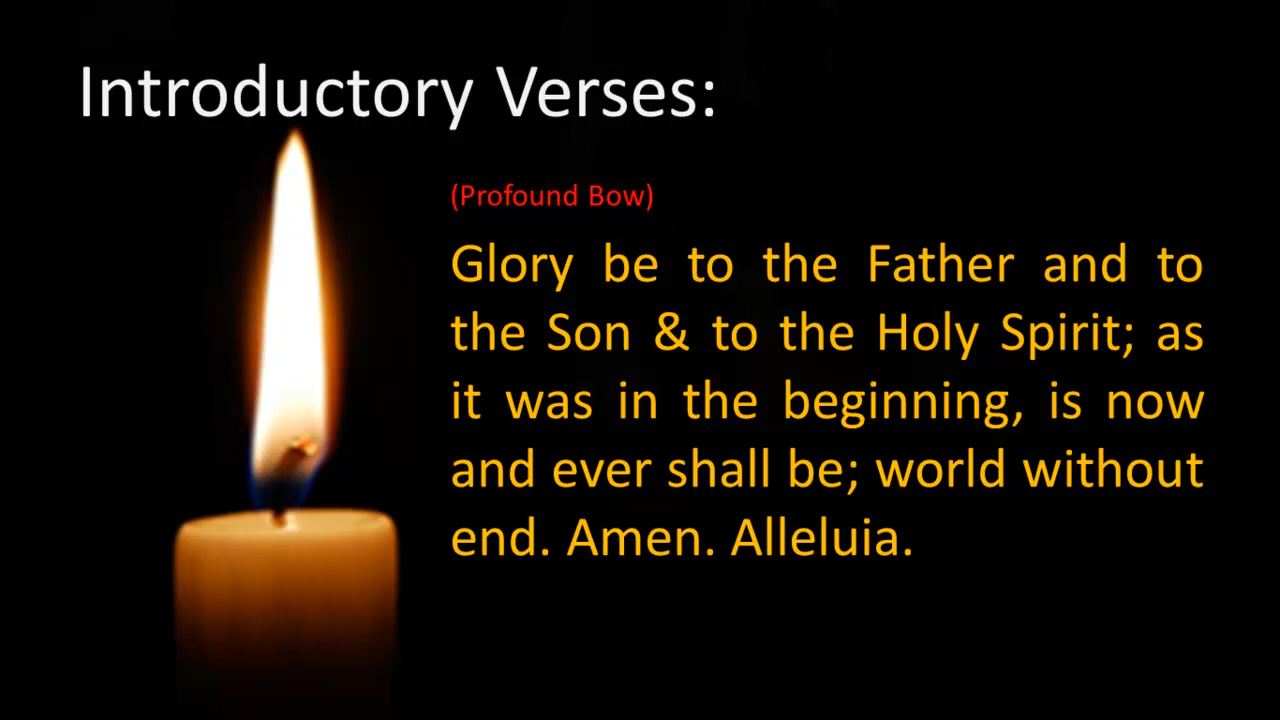 Introductory Verses:
(Profound Bow)
Glory be to the Father and to
the Son & to the Holy Spirit; as
it was in the beginning, is now
and ever shall be; world without
end. Amen. Alleluia.